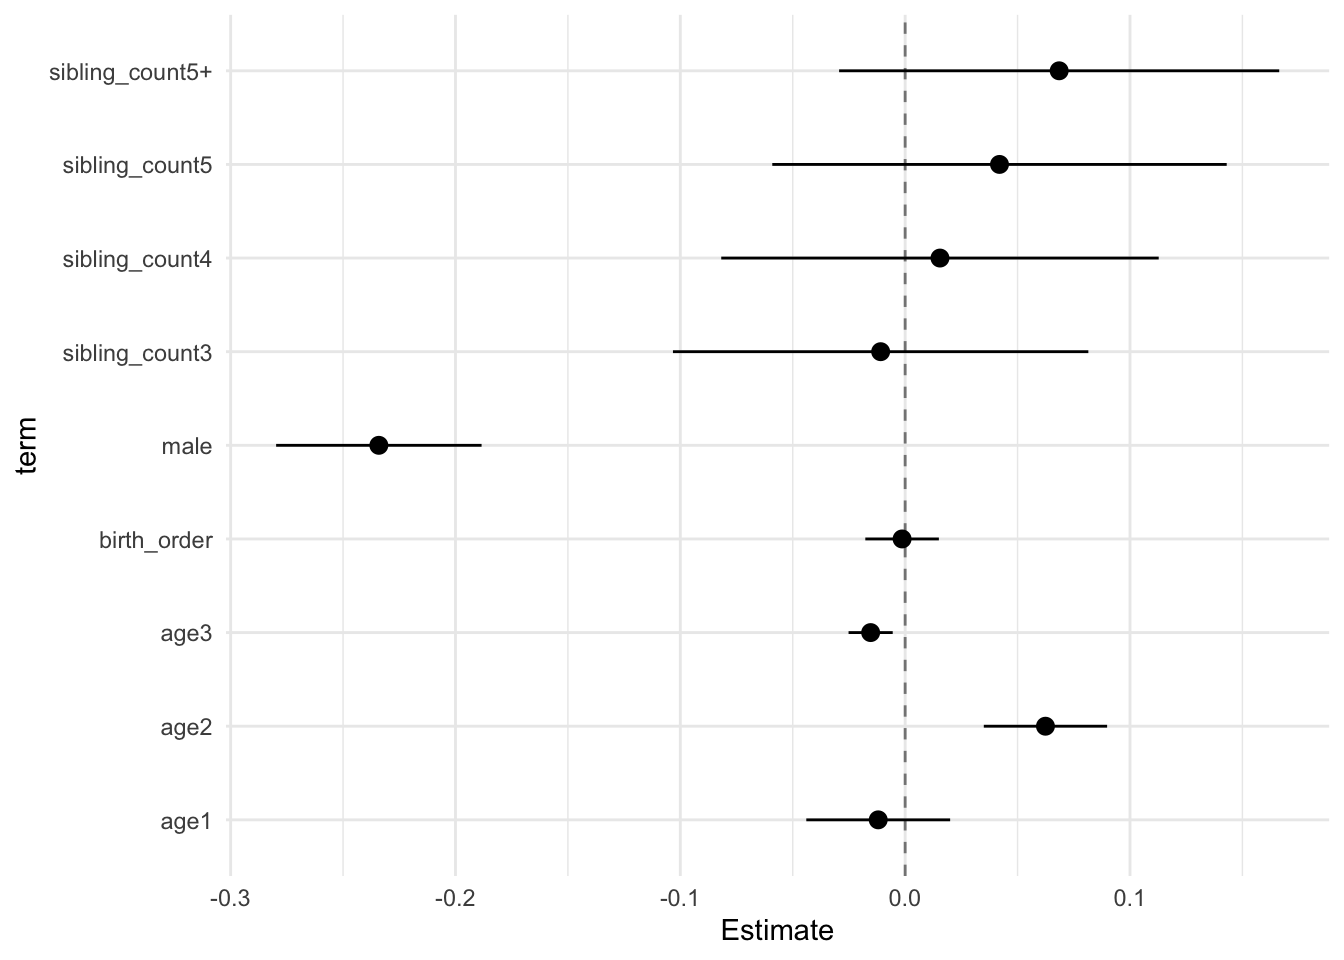 sibling_count5+
sibling_count5
sibling_count4
sibling_count3
male
birth_order
age3
age2
age1
term
-0.3 -0.2 -0.1 0.0 0.1
Estimate